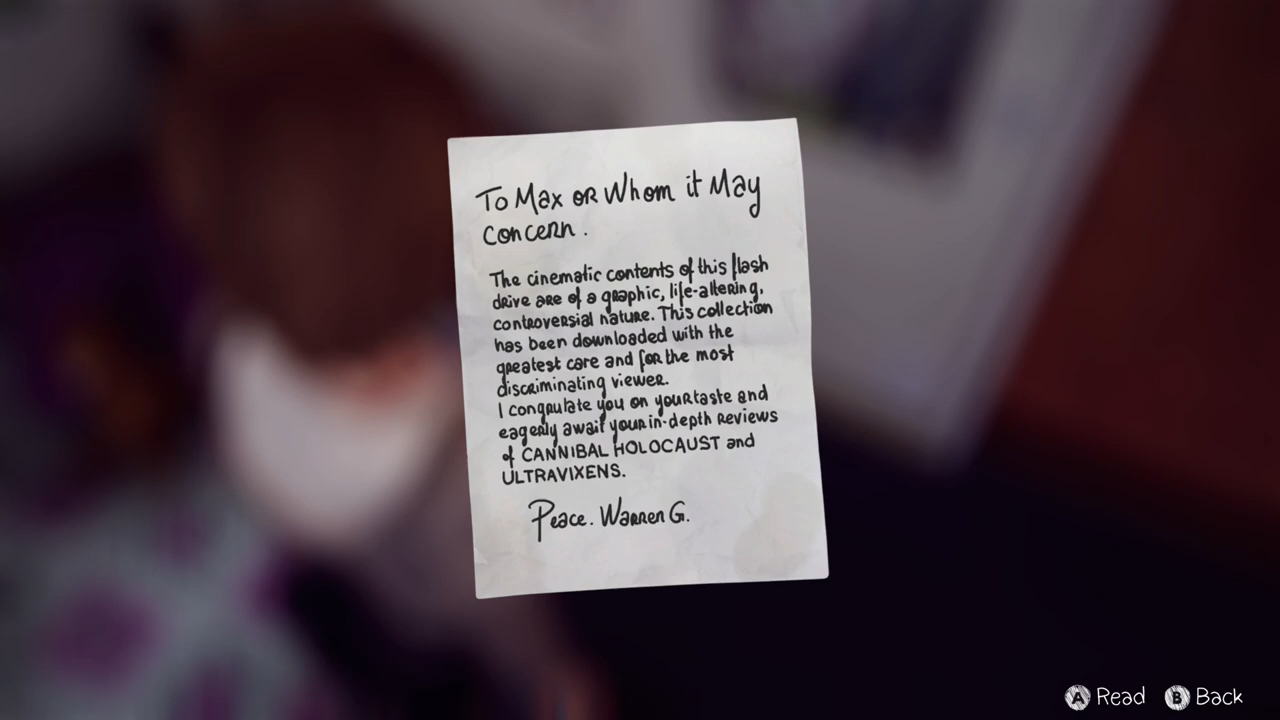 To Max or Whom it May
Concern.
The cinematic contents of this flash
drive are of a graphic, life-altering,
controversial nature. This collection
has been downloaded with the
greatest care and for the most
discriminating viewer.
I congrulate you on your taste and
eagerly await your in-depth reviews
of CANNIBAL HOLOCAUST and
ULTRAVIXENS.
Peace. Warren G.
A Read B Back